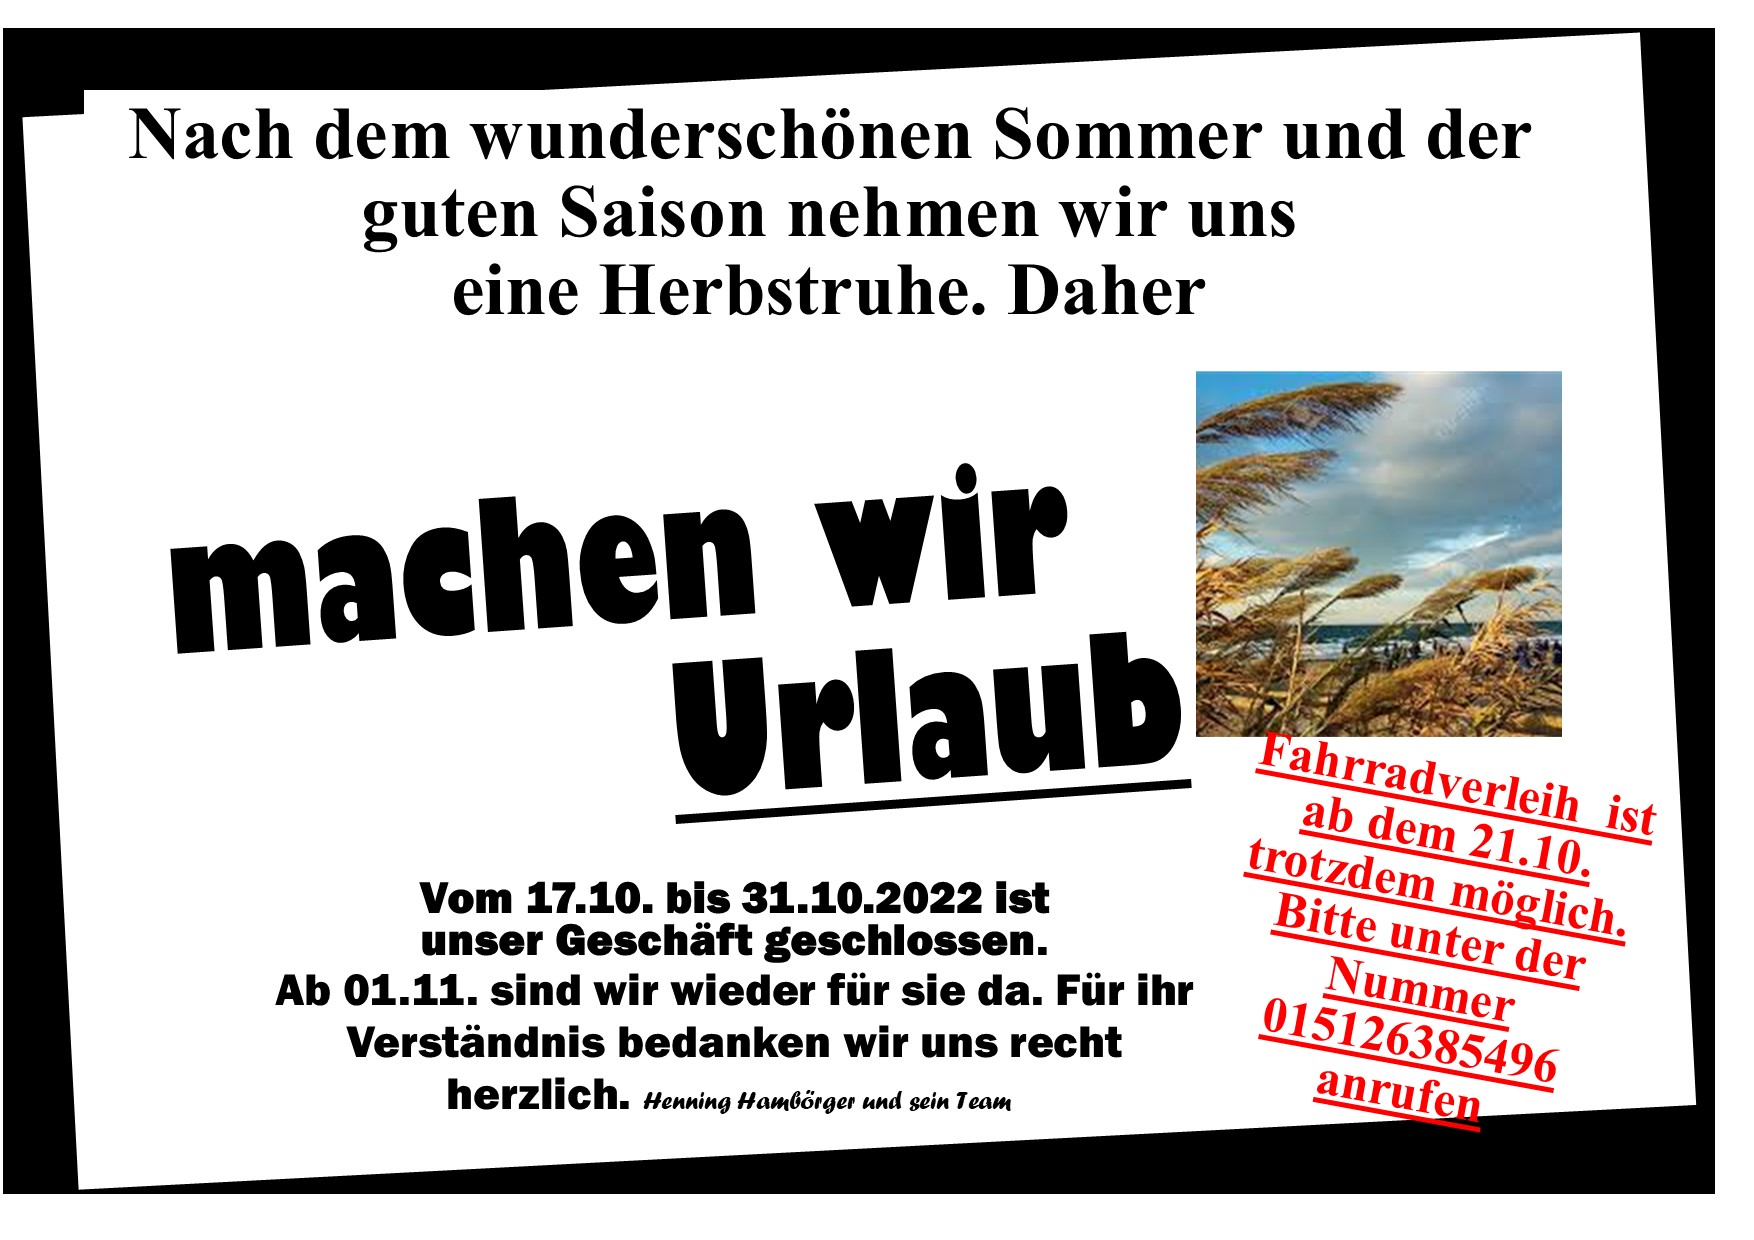 Nach dem wunderschönen Sommer und der
guten Saison nehmen wir uns
eine Herbstruhe. Daher
machen wir
Urlaub
Vom 17.10. bis 31.10.2022 ist
unser Geschäft geschlossen.
Ab 01.11. sind wir wieder für sie da. Für ihr
Verständnis bedanken wir uns recht
herzlich. Henning Hambörger und sein Team
Fahrradverleih ist
ab dem 21.10.
trotzdem möglich.
Bitte unter der
Nummer
015126385496
anrufen